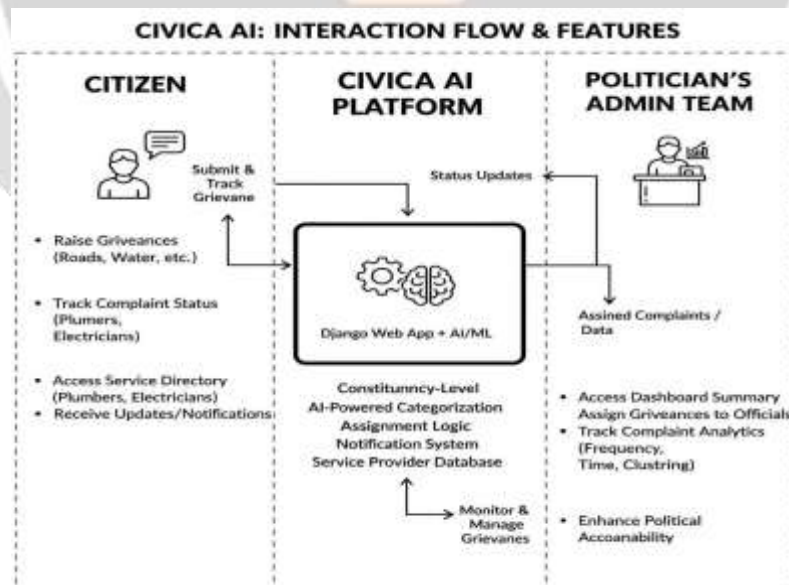 CIVICA AI: INTERACTION FLOW & FEATURES
CITIZEN
Submit &
Track
Grievane
• Raise Griveances
(Roads, Water, etc.)
• Track Complaint Status
(Plumers,
Electricians)
• Access Service Directory
(Plumbers, Electricians)
• Receive Updates/Notifications
CIVICA AI
PLATFORM
Status Updates
Django Web App + AI/ML
Constitunncy-Level
AI-Powered Categorization
Assignment Logic
Notification System
Service Provider Database
Monitor &
Manage
Grievanes
POLITICIAN'S
ADMIN TEAM
Assined Complaints /
Data
• Access Dashboard Summary
Assign Griveances to Officials
• Track Complaint Analytics
(Frequency,
Time, Clustring)
• Enhance Political
Accoanability